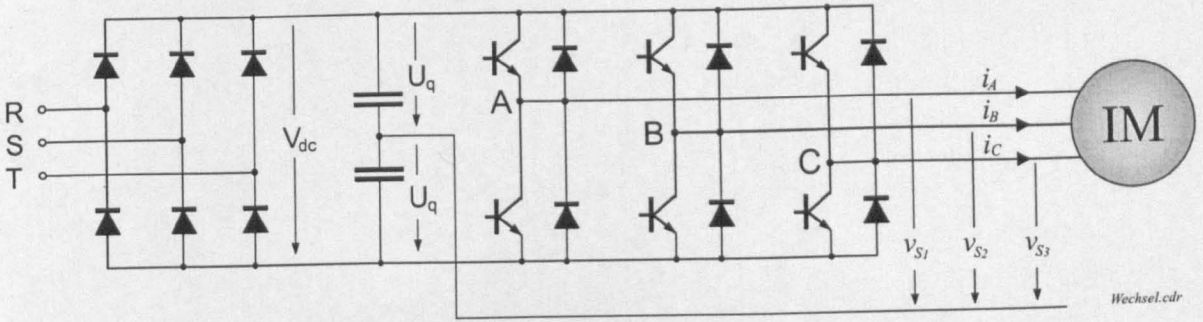 R
S
T
V_dc
U_q
U_q
A
B
C
i_A
i_B
i_C
IM
v_S1
v_S2
v_S3
Wechsel.cdr